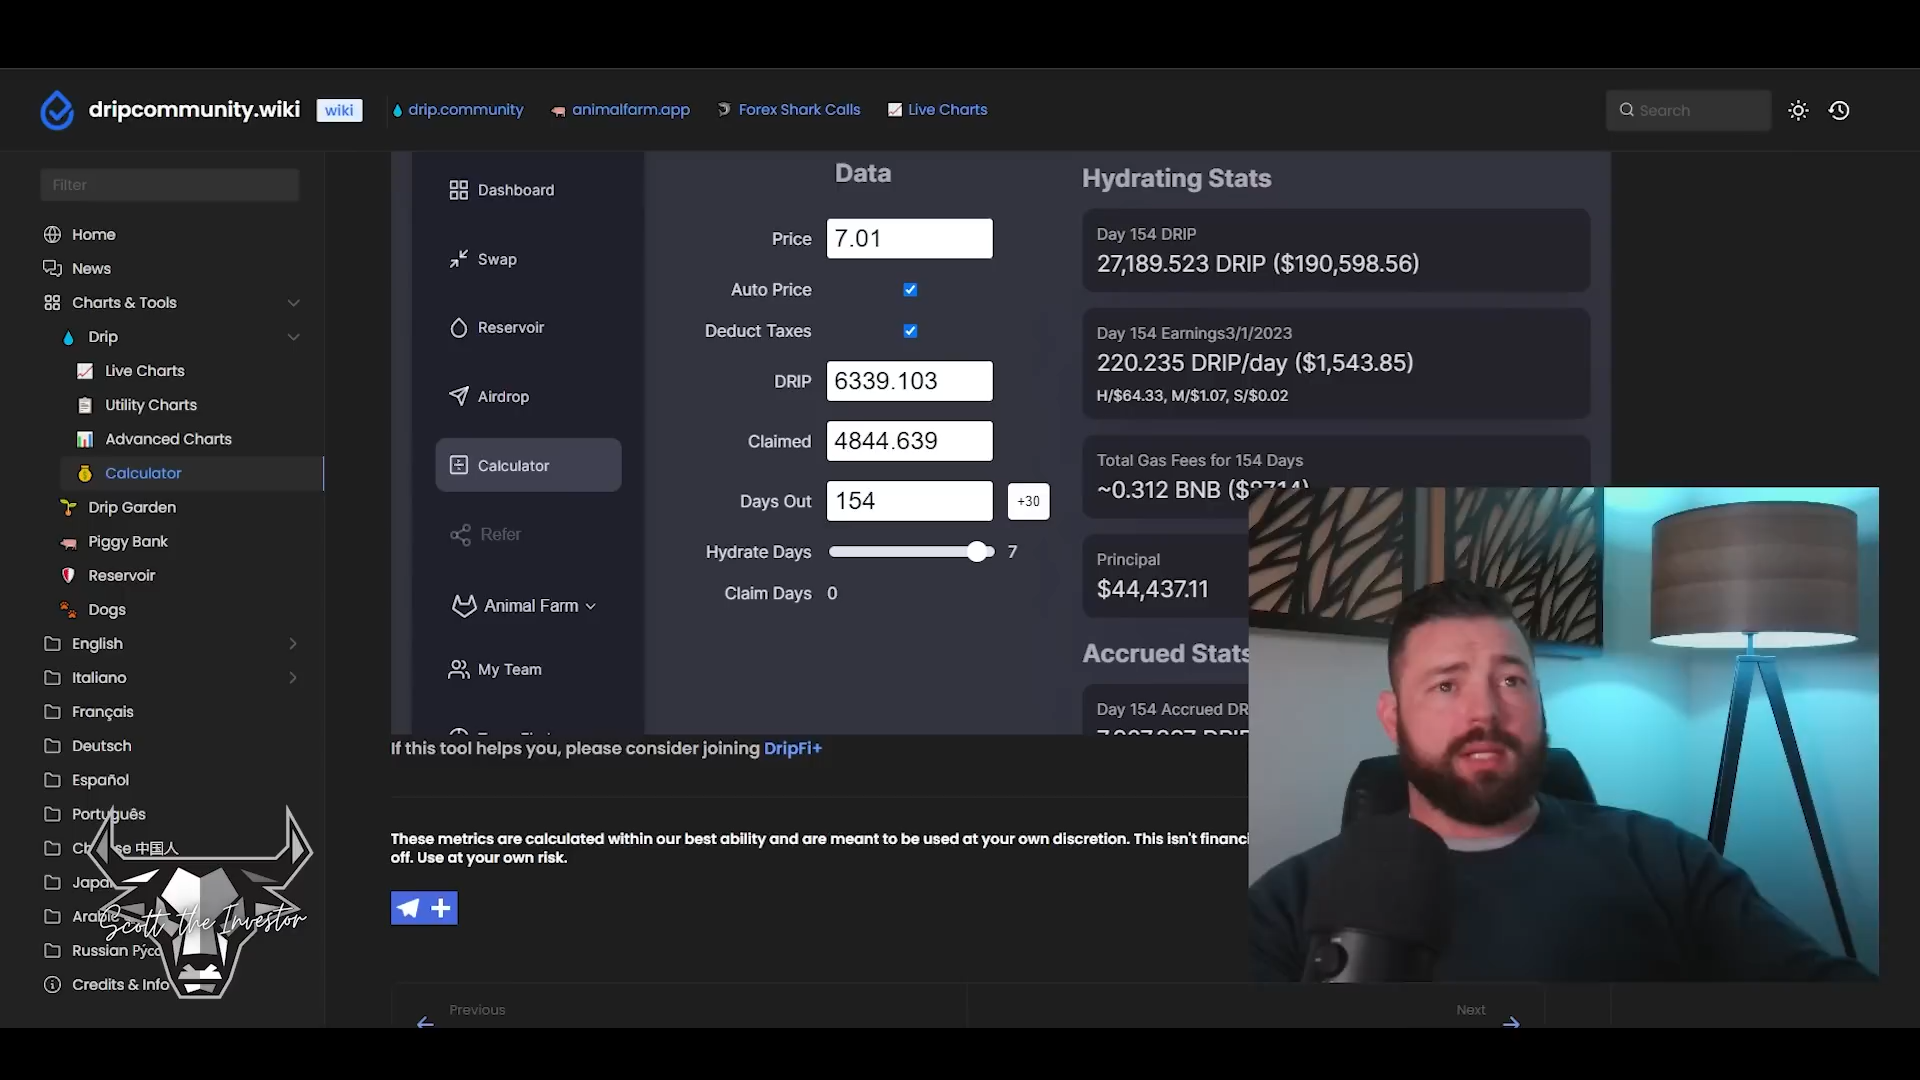 dripcommunity.wiki wiki drip.community animalfarm.app Forex Shark Calls Live Charts Search
Filter
Home
News
Charts & Tools
Drip
Live Charts
Utility Charts
Advanced Charts
Calculator
Drip Garden
Piggy Bank
Reservoir
Dogs
English
Italiano
Français
Deutsch
Español
Português
中国人
Russian
Credits & Info
Scott the Investor
Dashboard
Swap
Reservoir
Airdrop
Calculator
Refer
Animal Farm
My Team
Data
Price 7.01
Auto Price
Deduct Taxes
DRIP 6339.103
Claimed 4844.639
Days Out 154 +30
Hydrate Days 7
Claim Days 0
Hydrating Stats
Day 154 DRIP
27,189.523 DRIP ($190,598.56)
Day 154 Earnings3/1/2023
220.235 DRIP/day ($1,543.85)
H/$64.33, M/$1.07, S/$0.02
Total Gas Fees for 154 Days
~0.312 BNB
Principal
$44,437.11
Accrued Stats
Day 154 Accrued
If this tool helps you, please consider joining DripFi+
These metrics are calculated within our best ability and are meant to be used at your own discretion. This isn't
off. Use at your own risk.
Previous
Next